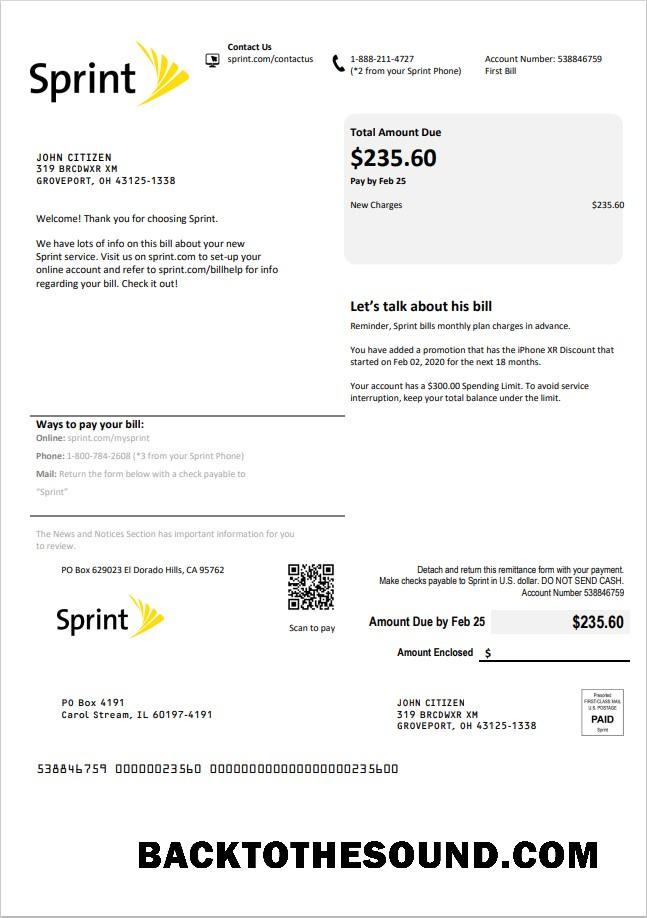 Sprint
Contact Us
sprint.com/contactus
1-888-211-4727
(*2 from your Sprint Phone)
Account Number: 538846759
First Bill
Total Amount Due
$235.60
Pay by Feb 25
New Charges $235.60
JOHN CITIZEN
319 BRCDWXR XM
GROVEPORT, OH 43125-1338
Welcome! Thank you for choosing Sprint.
We have lots of info on this bill about your new
Sprint service. Visit us on sprint.com to set-up your
online account and refer to sprint.com/billhelp for info
regarding your bill. Check it out!
Let’s talk about his bill
Reminder, Sprint bills monthly plan charges in advance.
You have added a promotion that has the iPhone XR Discount that
started on Feb 02, 2020 for the next 18 months.
Your account has a $300.00 Spending Limit. To avoid service
interruption, keep your total balance under the limit.
Ways to pay your bill:
Online: sprint.com/mysprint
Phone: 1-800-784-2608 (*3 from your Sprint Phone)
Mail: Return the form below with a check payable to
“Sprint”
The News and Notices Section has important information for you
to review.
PO Box 629023 El Dorado Hills, CA 95762
Sprint
Scan to pay
Detach and return this remittance form with your payment.
Make checks payable to Sprint in U.S. dollar. DO NOT SEND CASH.
Account Number 538846759
Amount Due by Feb 25 $235.60
Amount Enclosed $
PO Box 4191
Carol Stream, IL 60197-4191
JOHN CITIZEN
319 BRCDWXR XM
GROVEPORT, OH 43125-1338
Presorted
FIRST-CLASS MAIL
U.S. POSTAGE
PAID
Sprint
538846759 00000023560 000000000000000000235600
BACKTOTHESOUND.COM